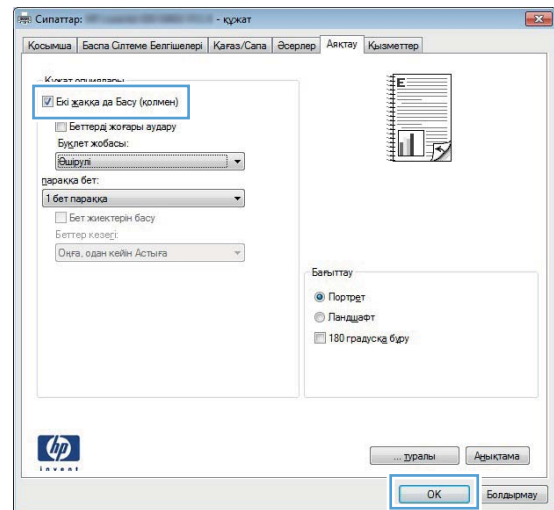 Сипаттар: - құжат
Қосымша Баспа Сілтеме Белгішелері Қағаз/Сапа Әсерлер Аяқтау Қызметтер
Құжат опциялары
Екі жаққа да Басу (қолмен)
Беттерді жоғары аудару
Буклет жобасы:
Өшірулі
параққа бет:
1 бет параққа
Бет жиектерін басу
Беттер кезегі:
Оңға, одан кейін Астыға
E
Бағыттау
Портрет
Ландшафт
180 градусқа бұру
hp
invent
... туралы Анықтама
OK Болдырмау